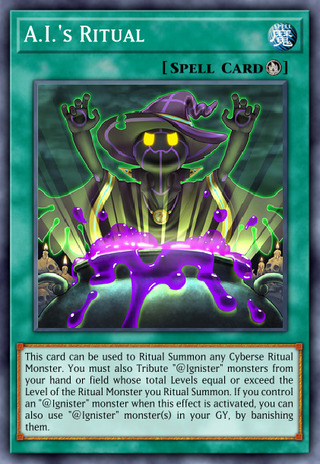 A.I.'s Ritual
魔
[Spell Card]
This card can be used to Ritual Summon any Cyberse Ritual
Monster. You must also Tribute "@Ignister" monsters from
your hand or field whose total Levels equal or exceed the
Level of the Ritual Monster you Ritual Summon. If you control
an "@Ignister" monster when this effect is activated, you can
also use "@Ignister" monster(s) in your GY, by banishing
them.